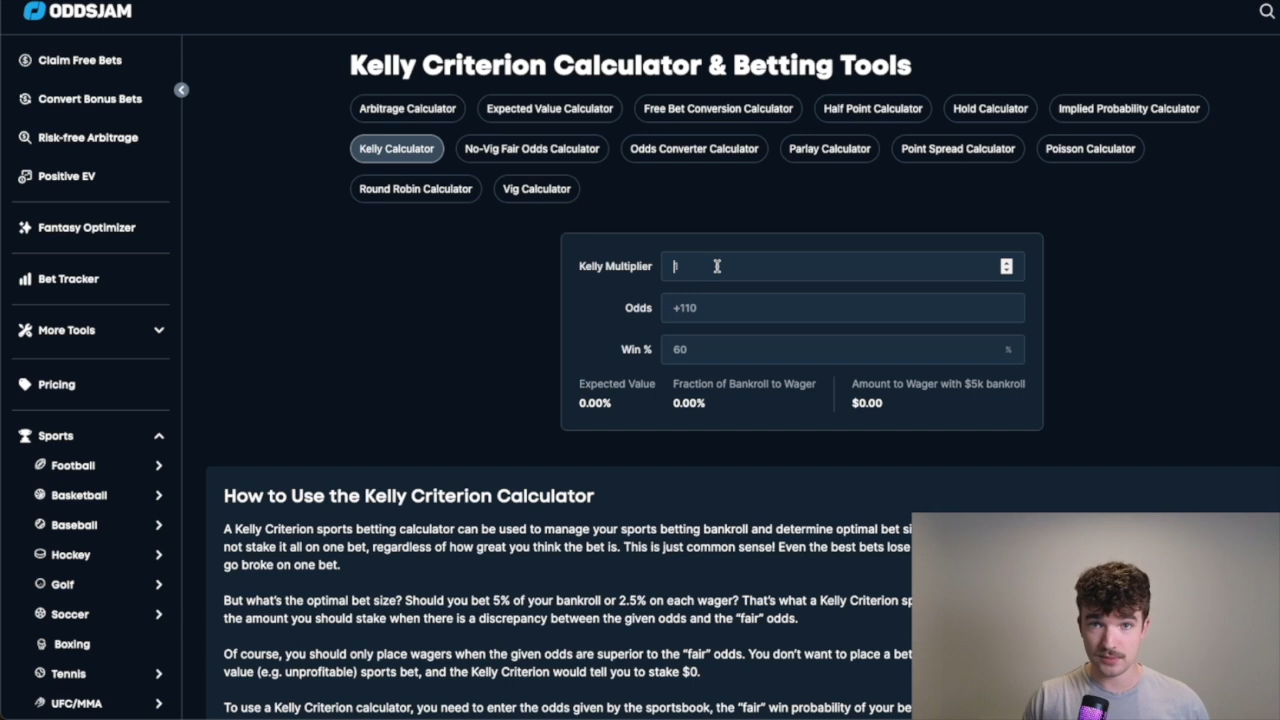 ODDSJAM
Claim Free Bets
Convert Bonus Bets
Risk-free Arbitrage
Positive EV
Fantasy Optimizer
Bet Tracker
More Tools
Pricing
Sports
Football
Basketball
Baseball
Hockey
Golf
Soccer
Boxing
Tennis
UFC/MMA
Kelly Criterion Calculator & Betting Tools
Arbitrage Calculator Expected Value Calculator Free Bet Conversion Calculator Half Point Calculator Hold Calculator Implied Probability Calculator
Kelly Calculator No-Vig Fair Odds Calculator Odds Converter Calculator Parlay Calculator Point Spread Calculator Poisson Calculator
Round Robin Calculator Vig Calculator
Kelly Multiplier
Odds +110
Win % 60 %
Expected Value Fraction of Bankroll to Wager Amount to Wager with $5k bankroll
0.00% 0.00% $0.00
How to Use the Kelly Criterion Calculator
A Kelly Criterion sports betting calculator can be used to manage your sports betting bankroll and determine optimal bet si
not stake it all on one bet, regardless of how great you think the bet is. This is just common sense! Even the best bets lose
go broke on one bet.
But what's the optimal bet size? Should you bet 5% of your bankroll or 2.5% on each wager? That's what a Kelly Criterion sp
the amount you should stake when there is a discrepancy between the given odds and the "fair" odds.
Of course, you should only place wagers when the given odds are superior to the "fair" odds. You don't want to place a bet
value (e.g. unprofitable) sports bet, and the Kelly Criterion would tell you to stake $0.
To use a Kelly Criterion calculator, you need to enter the odds given by the sportsbook, the "fair" win probability of your be